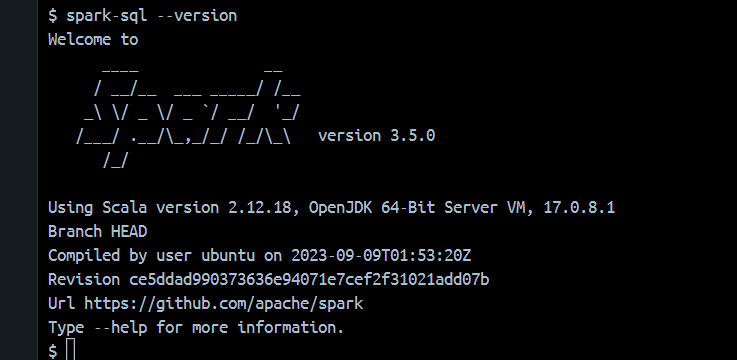 $ spark-sql --version
Welcome to
      ____              __
     / __/__  ___ _____/ /__
    _\ \/ _ \/ _ `/ __/  '_/
   /___/ .__/\_,_/_/ /_/\_\   version 3.5.0
      /_/
Using Scala version 2.12.18, OpenJDK 64-Bit Server VM, 17.0.8.1
Branch HEAD
Compiled by user ubuntu on 2023-09-09T01:53:20Z
Revision ce5ddad990373636e94071e7cef2f31021add07b
Url https://github.com/apache/spark
Type --help for more information.
$